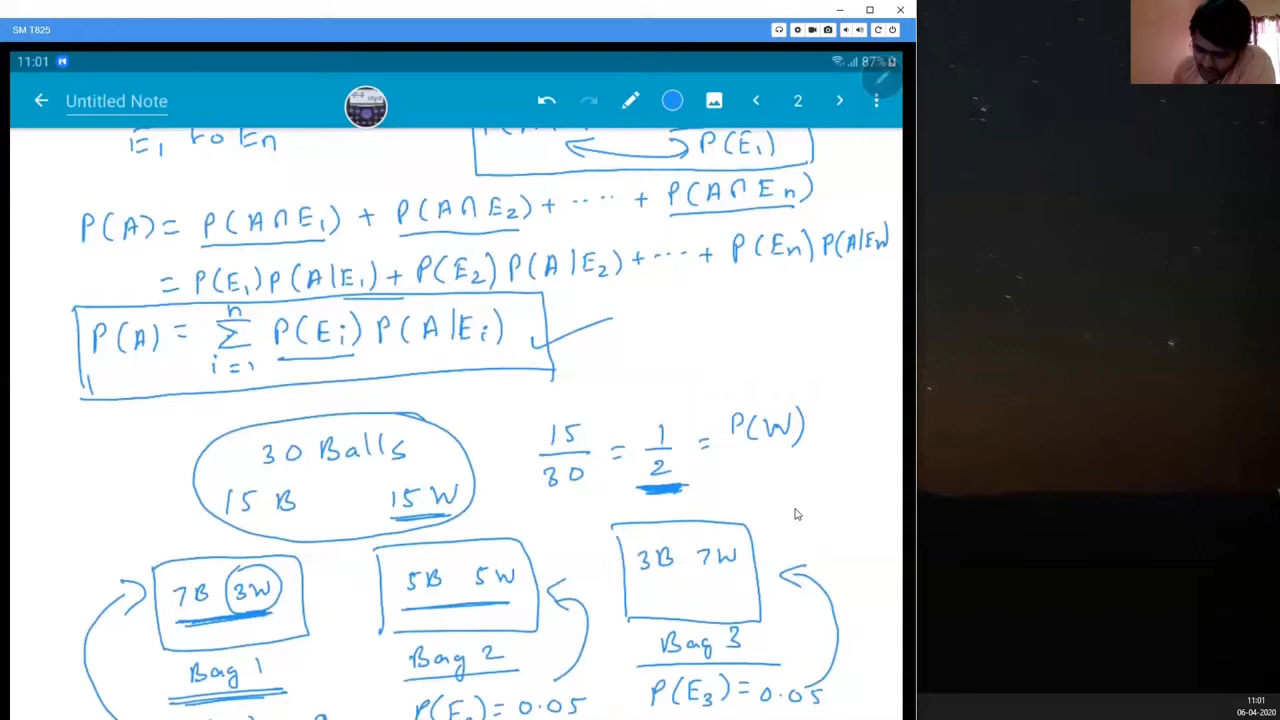 SM T825
11:01 87%
Untitled Note 2
E₁ to En
P(E₁)
P(A) = P(A∩E₁) + P(A∩E₂) + ···· + P(A∩En)
= P(E₁)P(A|E₁) + P(E₂)P(A|E₂) + ··· + P(En)P(A|En)
P(A) = n∑i=1 P(Ei) P(A|Ei)
30 Balls
15 B 15 W
15/30 = 1/2 = P(W)
7B 3W
5B 5W
3B 7W
Bag 1
Bag 2
Bag 3
= 0.05
P(E₃) = 0.05
11:01
06-04-2020